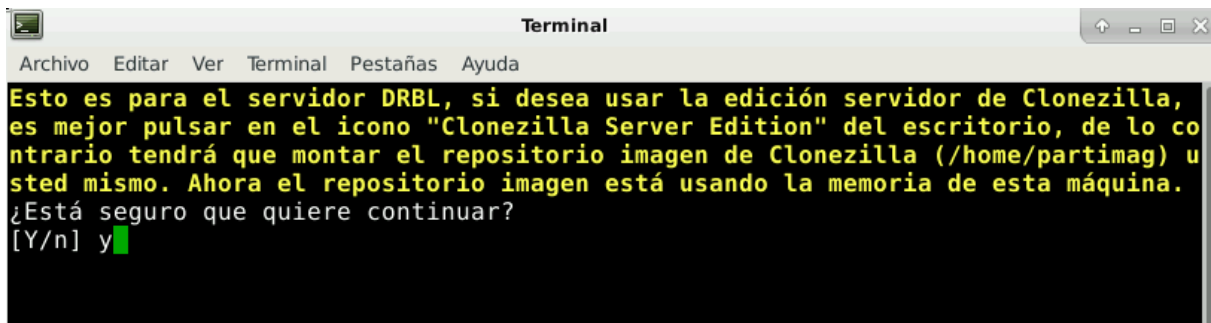 Terminal
Archivo Editar Ver Terminal Pestañas Ayuda
Esto es para el servidor DRBL, si desea usar la edición servidor de Clonezilla,
es mejor pulsar en el icono "Clonezilla Server Edition" del escritorio, de lo co
ntrario tendrá que montar el repositorio imagen de Clonezilla (/home/partimag) u
sted mismo. Ahora el repositorio imagen está usando la memoria de esta máquina.
¿Está seguro que quiere continuar?
[Y/n] y